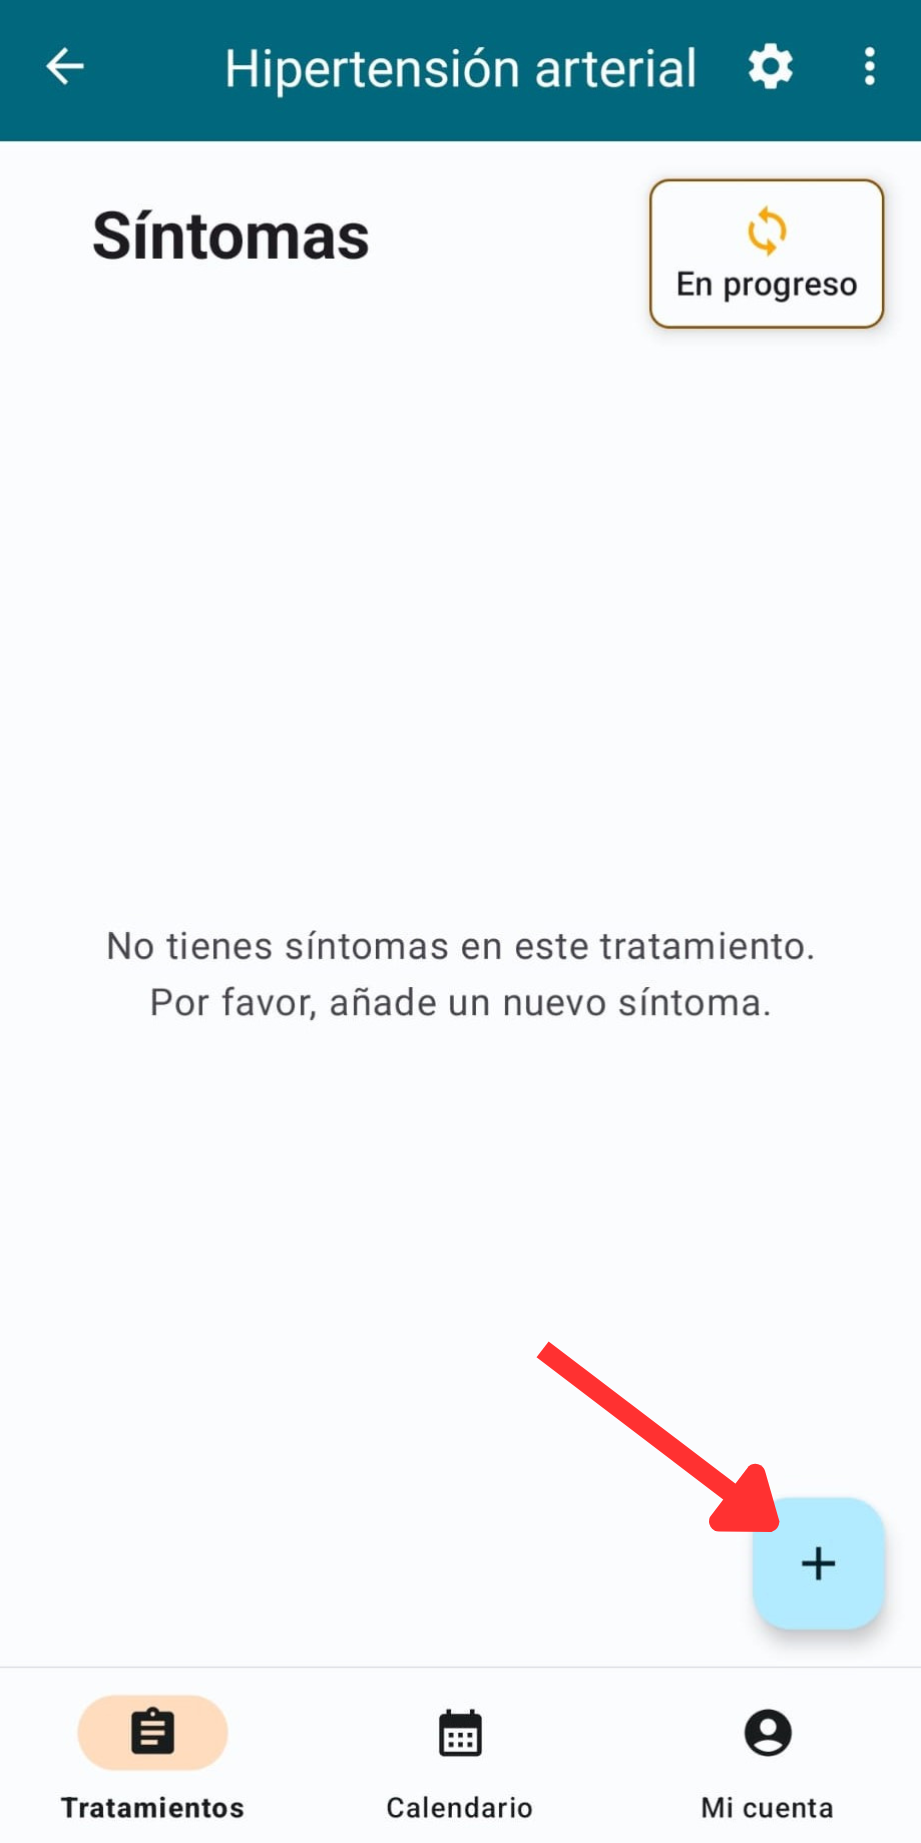 Hipertensión arterial
Síntomas
En progreso
No tienes síntomas en este tratamiento.
Por favor, añade un nuevo síntoma.
+
Tratamientos
Calendario
Mi cuenta